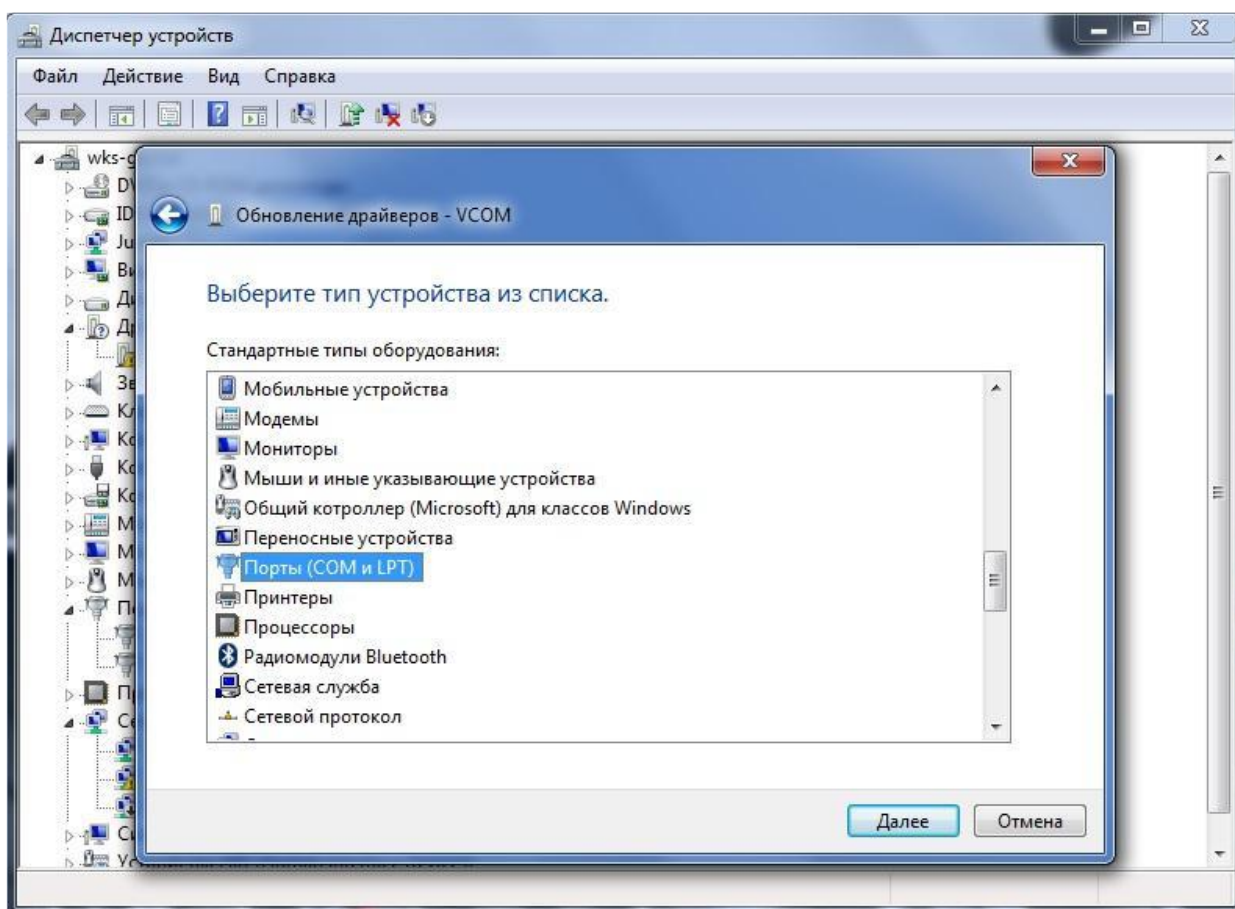 Диспетчер устройств
Файл Действие Вид Справка
wks-g
Обновление драйверов - VCOM
Выберите тип устройства из списка.
Стандартные типы оборудования:
Мобильные устройства
Модемы
Мониторы
Мыши и иные указывающие устройства
Общий котроллер (Microsoft) для классов Windows
Переносные устройства
Порты (COM и LPT)
Принтеры
Процессоры
Радиомодули Bluetooth
Сетевая служба
Сетевой протокол
Далее Отмена